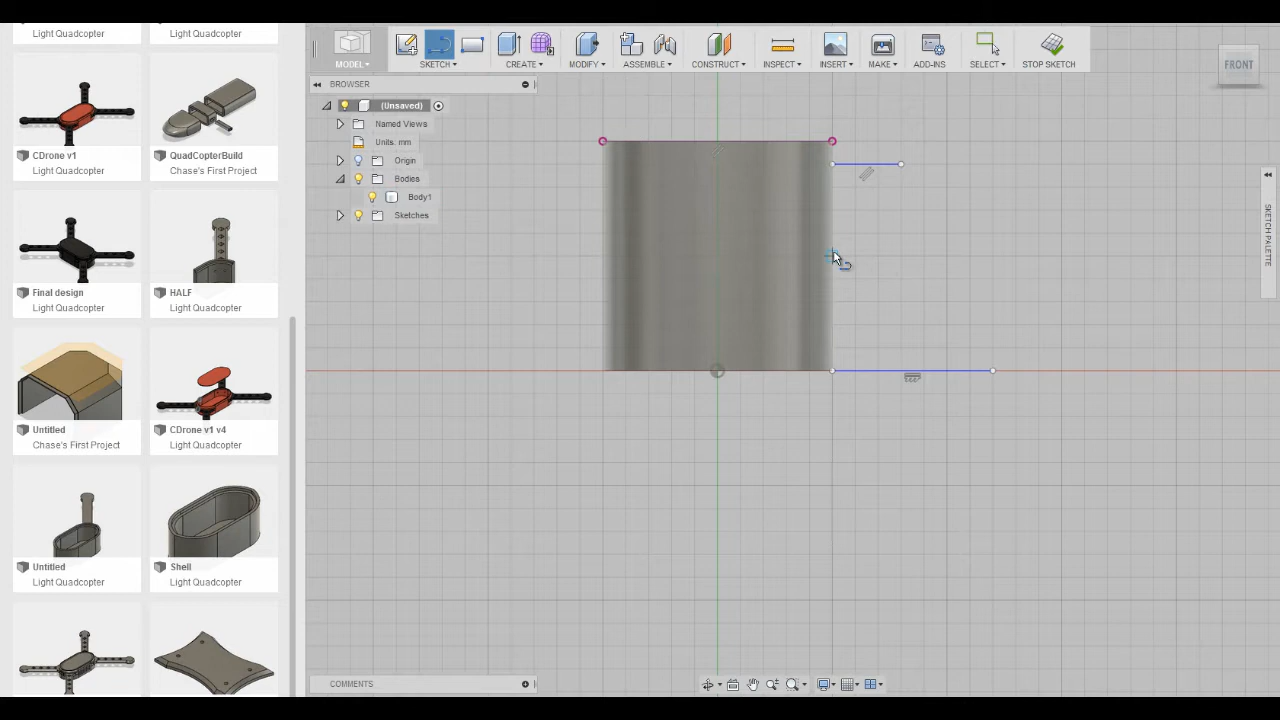 Light Quadcopter
Light Quadcopter
CDrone v1
Light Quadcopter
QuadCopterBuild
Chase's First Project
Final design
Light Quadcopter
HALF
Light Quadcopter
Untitled
Chase's First Project
CDrone v1 v4
Light Quadcopter
Untitled
Light Quadcopter
Shell
Light Quadcopter
MODEL
SKETCH
CREATE
MODIFY
ASSEMBLE
CONSTRUCT
INSPECT
INSERT
MAKE
ADD-INS
SELECT
STOP SKETCH
BROWSER
(Unsaved)
Named Views
Units. mm
Origin
Bodies
Body1
Sketches
FRONT
SKETCH PALETTE
COMMENTS